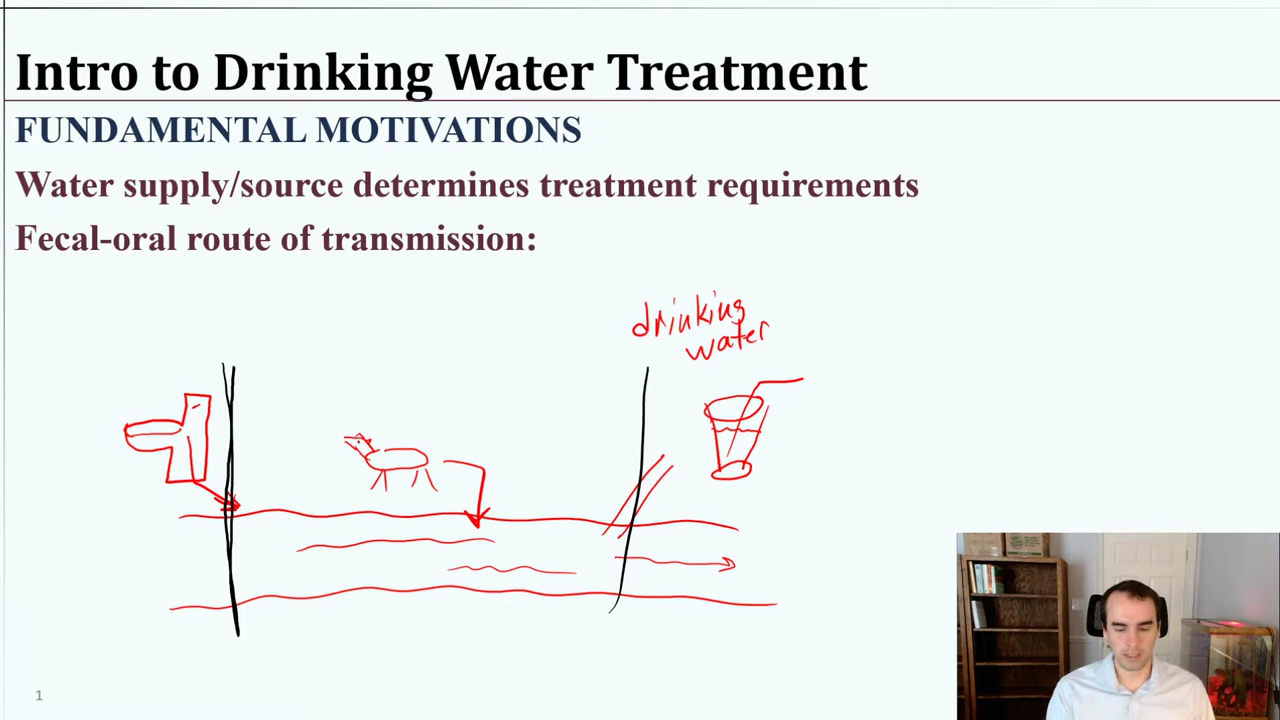 Intro to Drinking Water Treatment
FUNDAMENTAL MOTIVATIONS
Water supply/source determines treatment requirements
Fecal-oral route of transmission:
drinking
water
1